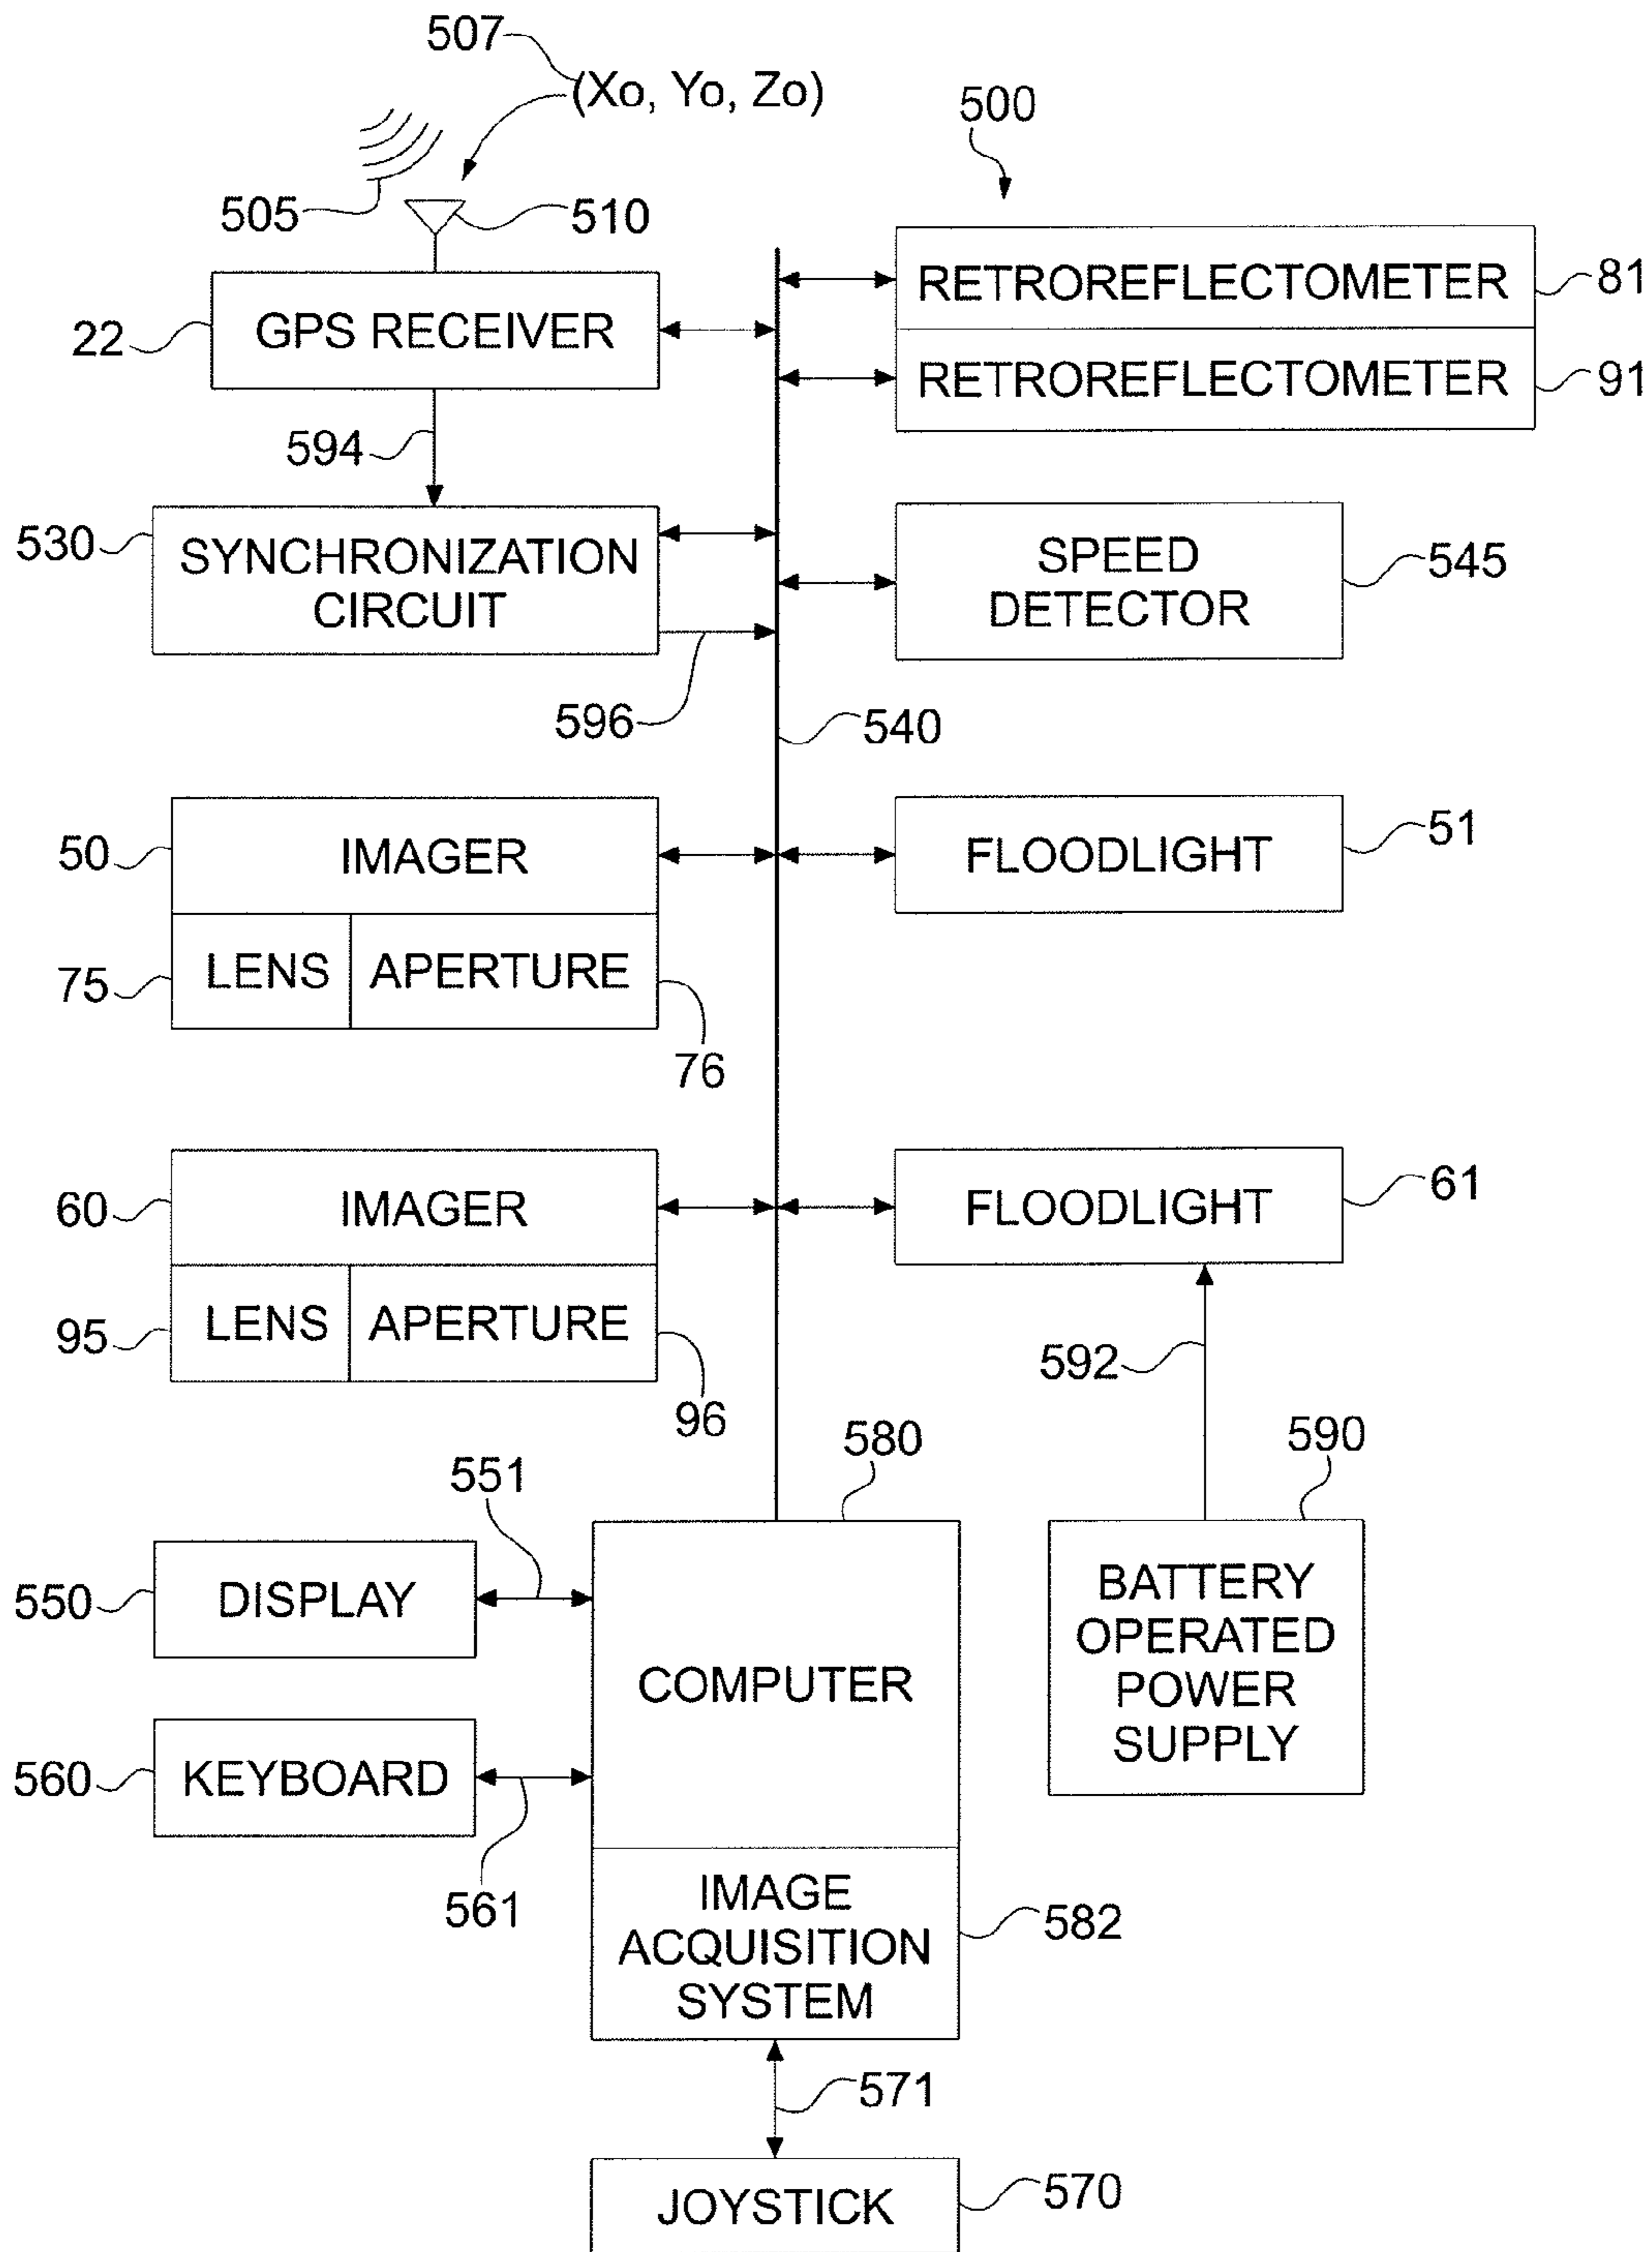 507
(Xo, Yo, Zo)
500
505
510
RETROREFLECTOMETER
81
22
GPS RECEIVER
RETROREFLECTOMETER
91
594
530
SYNCHRONIZATION
CIRCUIT
SPEED
DETECTOR
545
596
540
50
IMAGER
FLOODLIGHT
51
75
LENS
APERTURE
76
60
IMAGER
FLOODLIGHT
61
95
LENS
APERTURE
96
592
580
590
551
550
DISPLAY
COMPUTER
BATTERY
OPERATED
POWER
SUPPLY
560
KEYBOARD
561
IMAGE
ACQUISITION
SYSTEM
582
571
JOYSTICK
570